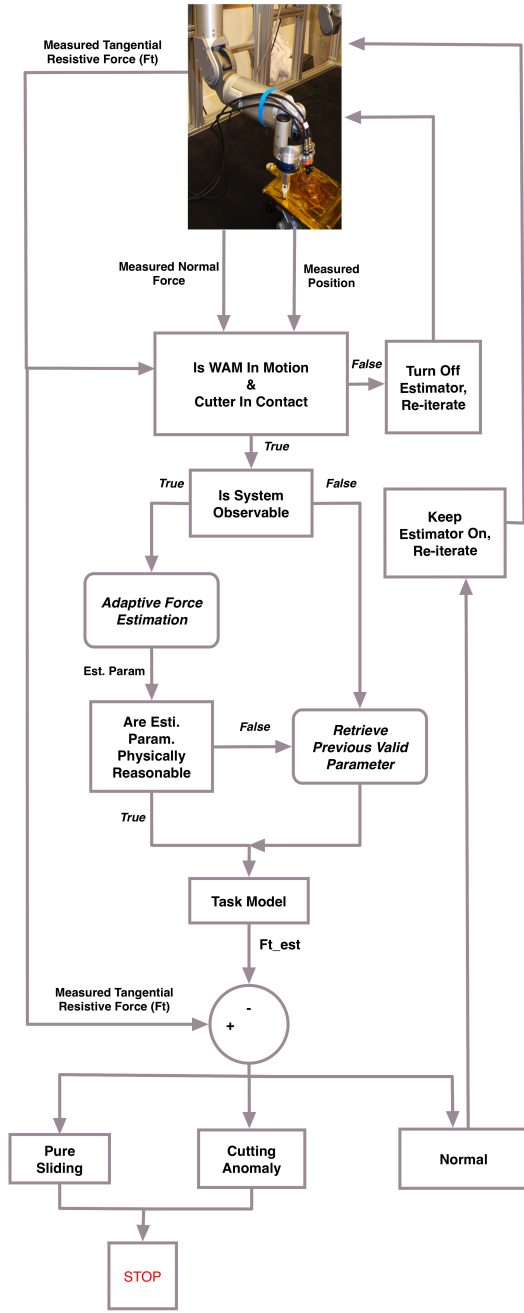 Measured Tangential
Resistive Force (Ft)
Measured Normal
Force
Measured
Position
Is WAM In Motion
&
Cutter In Contact
False
Turn Off
Estimator,
Re-iterate
True
True
Is System
Observable
False
Keep
Estimator On,
Re-iterate
Adaptive Force
Estimation
Est. Param
Are Esti.
Param.
Physically
Reasonable
False
Retrieve
Previous Valid
Parameter
True
Task Model
Ft_est
Measured Tangential
Resistive Force (Ft)
-
+
Pure
Sliding
Cutting
Anomaly
Normal
STOP